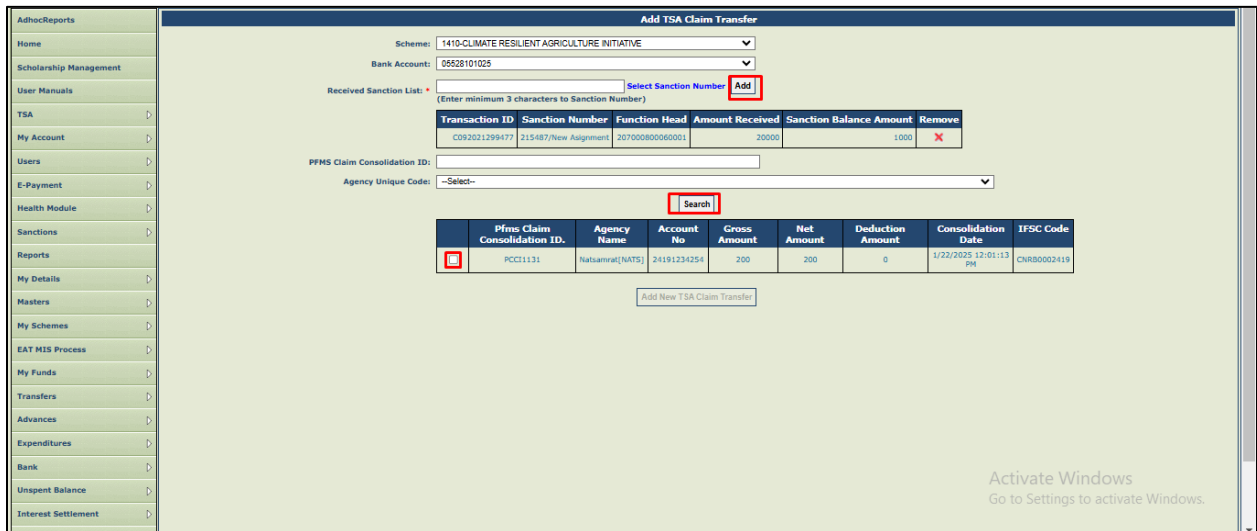 Add TSA Claim Transfer
AdhocReports
Home
Scholarship Management
User Manuals
TSA
My Account
Users
E-Payment
Health Module
Sanctions
Reports
My Details
Masters
My Schemes
EAT MIS Process
My Funds
Transfers
Advances
Expenditures
Bank
Unspent Balance
Interest Settlement
Scheme: 1410-CLIMATE RESILIENT AGRICULTURE INITIATIVE
Bank Account: 05528101025
Received Sanction List: * Select Sanction Number Add
(Enter minimum 3 characters to Sanction Number)
Transaction ID Sanction Number Function Head Amount Received Sanction Balance Amount Remove
C092021299477 215487/New Asignment 207000800060001 20000 1000
PFMS Claim Consolidation ID:
Agency Unique Code: --Select--
Search
Pfms Claim Consolidation ID. Agency Name Account No Gross Amount Net Amount Deduction Amount Consolidation Date IFSC Code
PCCI1131 Natsamrat[NATS] 24191234254 200 200 0 1/22/2025 12:01:13 PM CNRB0002419
Add New TSA Claim Transfer
Activate Windows
Go to Settings to activate Windows.